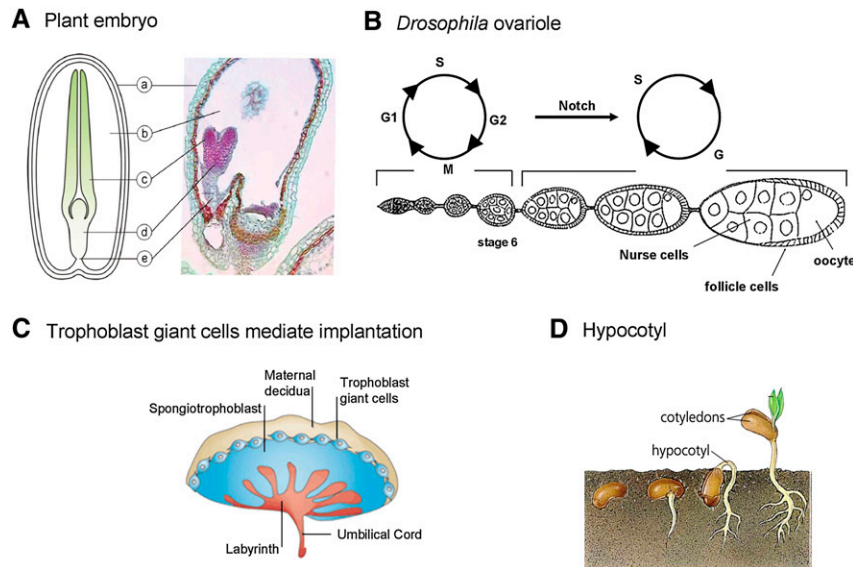 A Plant embryo
a
b
c
d
e
B Drosophila ovariole
S
G1
G2
M
Notch
S
G
stage 6
Nurse cells
oocyte
follicle cells
C Trophoblast giant cells mediate implantation
Maternal
decidua
Trophoblast
giant cells
Spongiotrophoblast
Labyrinth
Umbilical Cord
D Hypocotyl
cotyledons
hypocotyl